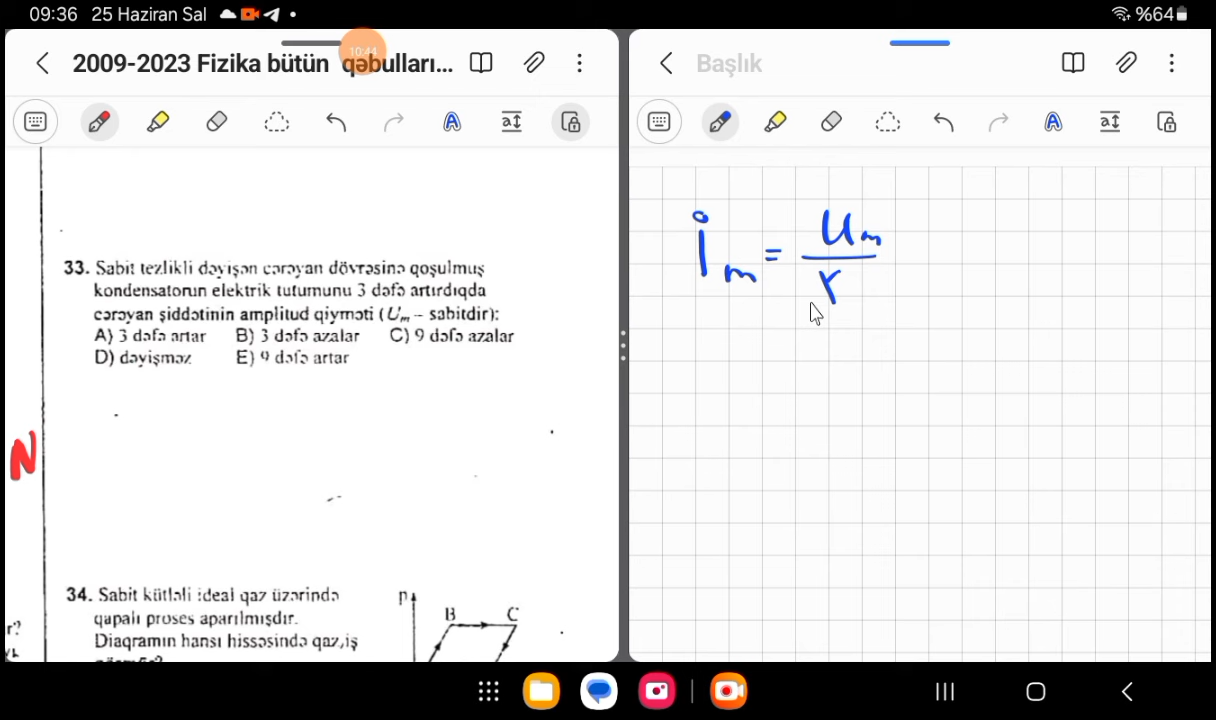 09:36 25 Haziran Sal
%64
10:44
2009-2023 Fizika bütün qəbulları...
Başlık
33. Sabit tezlikli dəyişən cərəyan dövrəsinə qoşulmuş
kondensatorun elektrik tutumunu 3 dəfə artırdıqda
cərəyan şiddətinin amplitud qiyməti (Uₘ – sabitdir):
A) 3 dəfə artar B) 3 dəfə azalar C) 9 dəfə azalar
D) dəyişməz E) 9 dəfə artar
N
34. Sabit kütləli ideal qaz üzərində
qapalı proses aparılmışdır.
Diaqramın hansı hissəsində qaz iş
P
B C
r?
iₘ = Uₘ / r